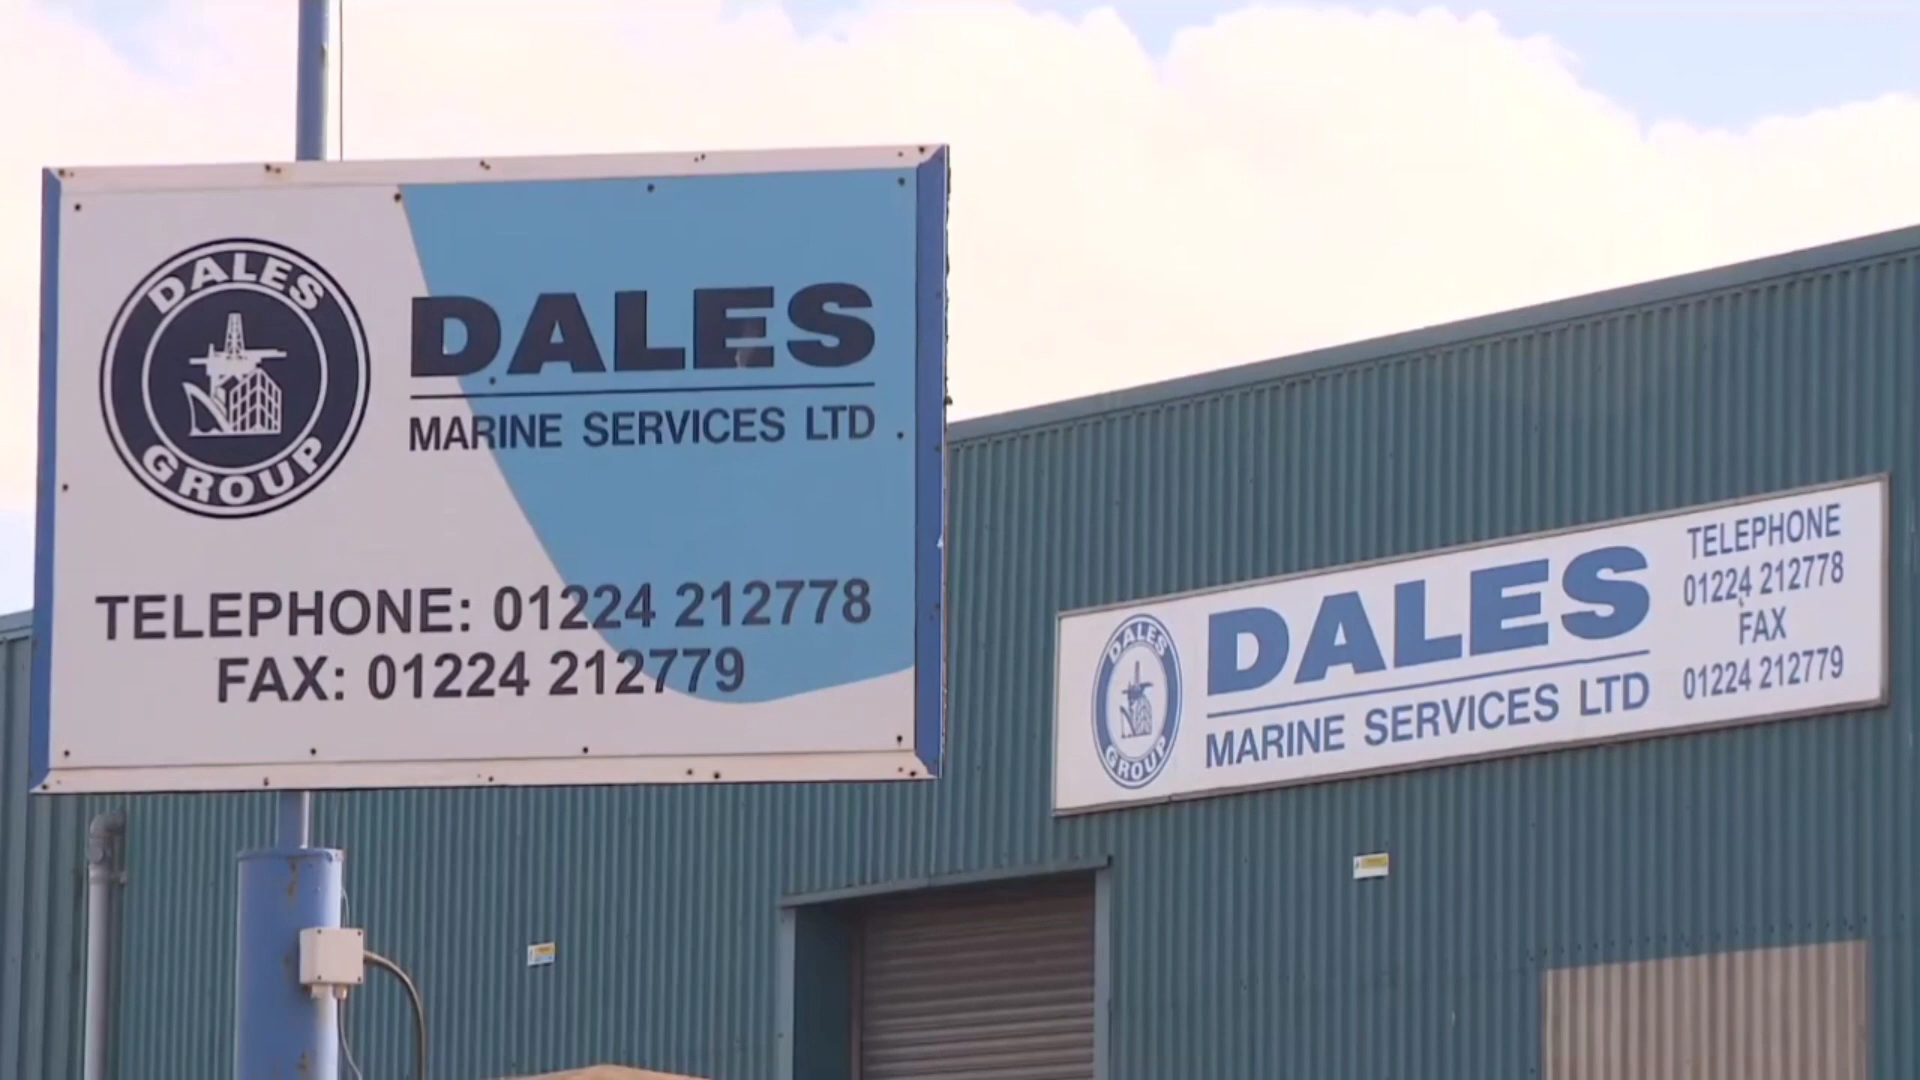 DALES
GROUP
DALES
MARINE SERVICES LTD
TELEPHONE: 01224 212778
FAX: 01224 212779
DALES
GROUP
DALES
MARINE SERVICES LTD
TELEPHONE
01224 212778
FAX
01224 212779